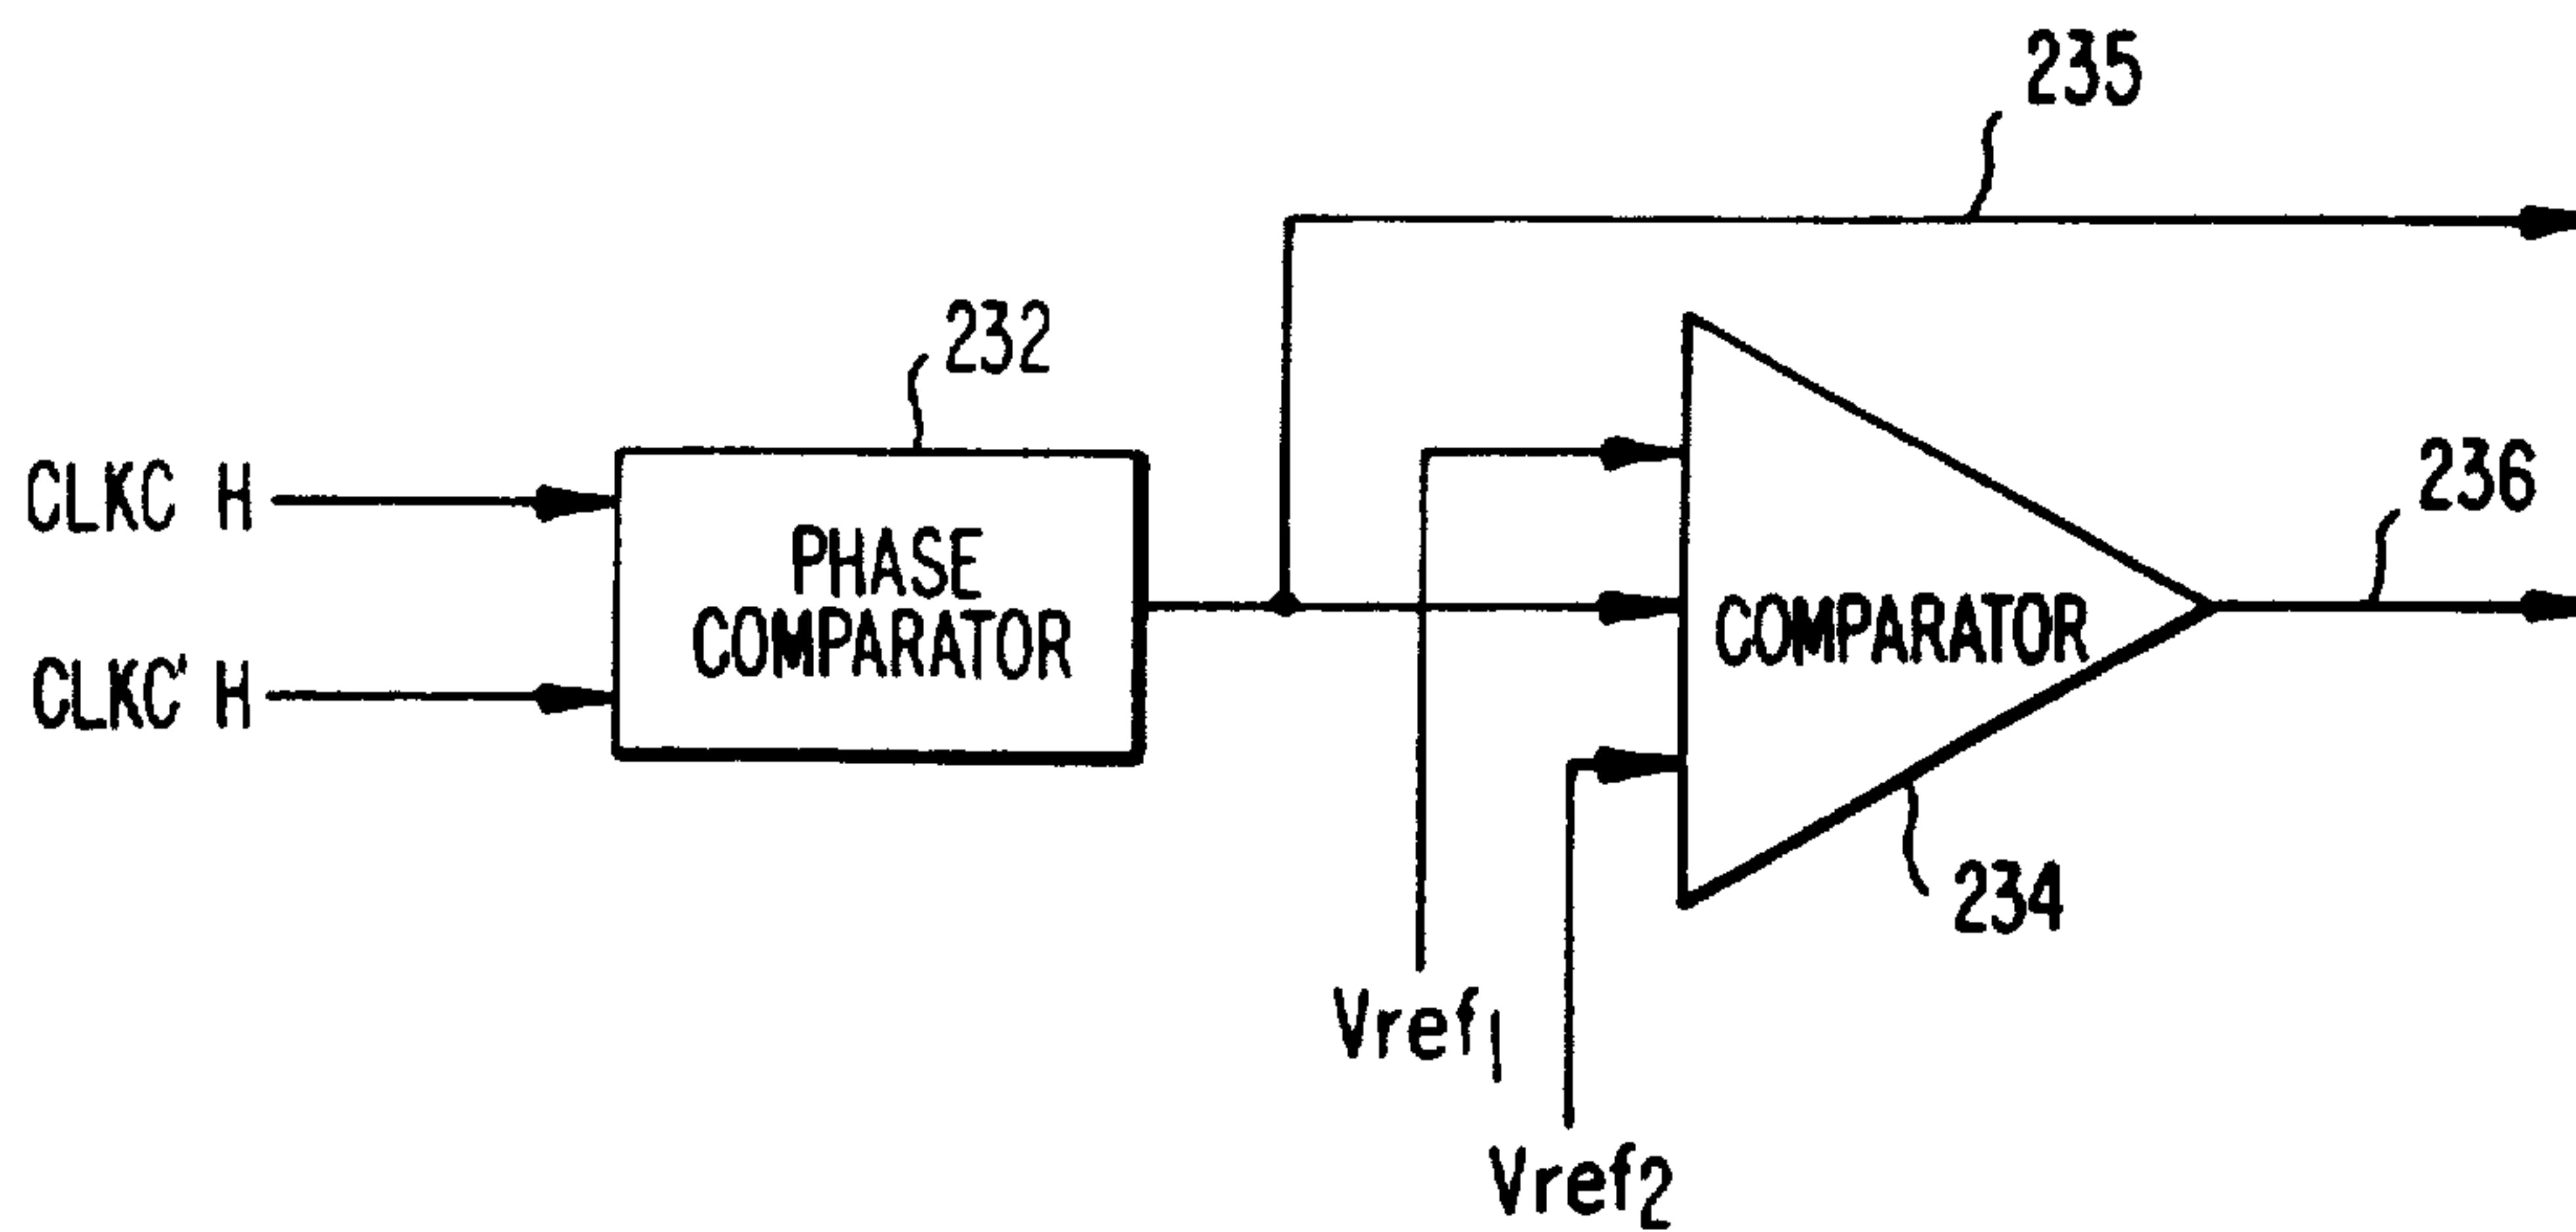 235
232
CLKC H
PHASE
COMPARATOR
CLKC' H
COMPARATOR
236
234
Vref1
Vref2